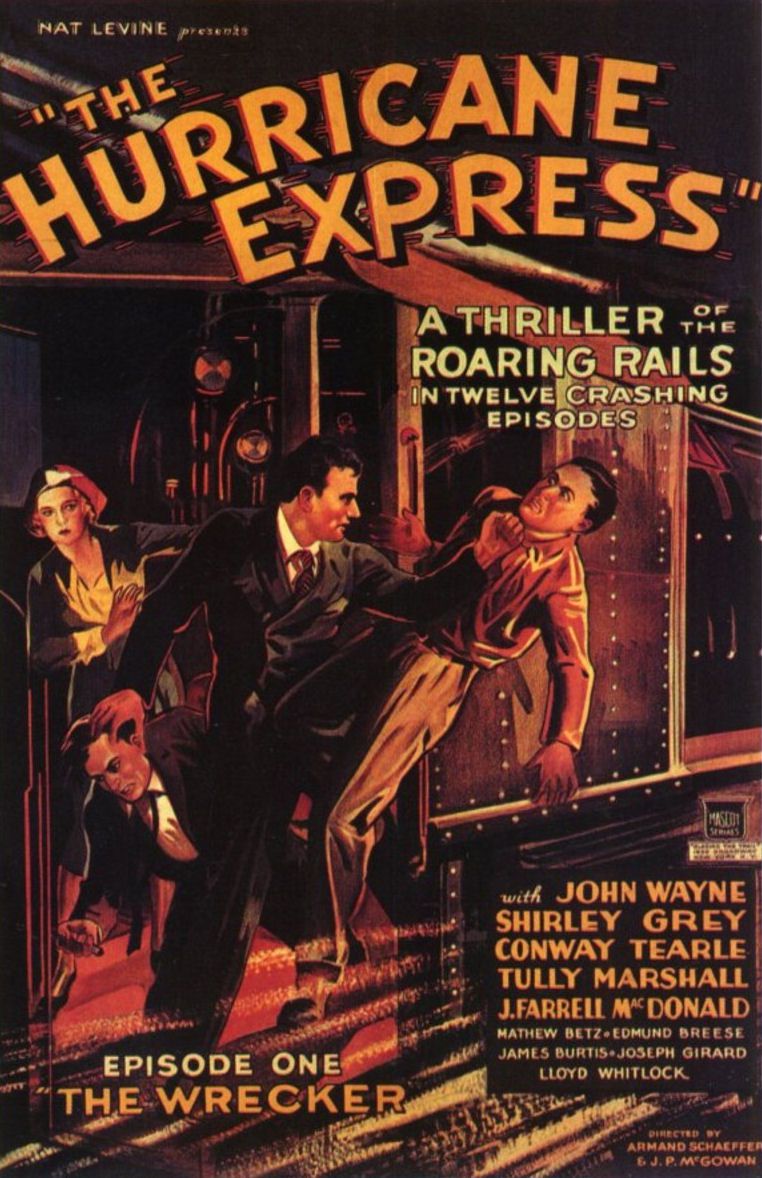 NAT LEVINE presents
"THE
HURRICANE
EXPRESS"
A THRILLER OF THE
ROARING RAILS
IN TWELVE CRASHING
EPISODES
MASCOT
SERIALS
with JOHN WAYNE
SHIRLEY GREY
CONWAY TEARLE
TULLY MARSHALL
J. FARRELL MAC DONALD
MATHEW BETZ • EDMUND BREESE
JAMES BURTIS • JOSEPH GIRARD
LLOYD WHITLOCK
EPISODE ONE
"THE WRECKER
DIRECTED BY
ARMAND SCHAEFFER
& J. P. McGOWAN